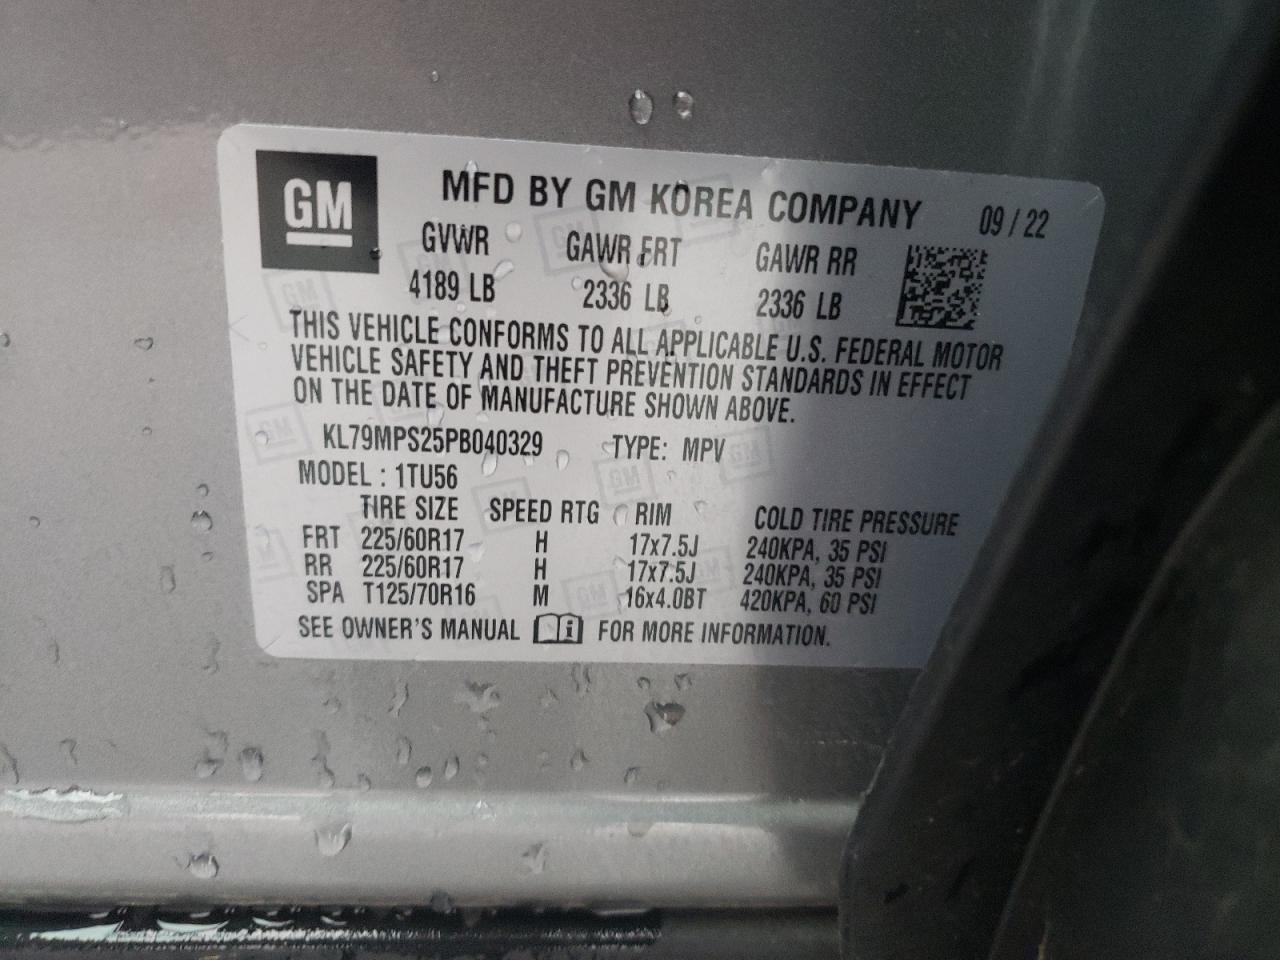 GM
MFD BY GM KOREA COMPANY 09 / 22
GVWR GAWR FRT GAWR RR
4189 LB 2336 LB 2336 LB
THIS VEHICLE CONFORMS TO ALL APPLICABLE U.S. FEDERAL MOTOR
VEHICLE SAFETY AND THEFT PREVENTION STANDARDS IN EFFECT
ON THE DATE OF MANUFACTURE SHOWN ABOVE.
KL79MPS25PB040329 TYPE: MPV
MODEL : 1TU56
TIRE SIZE SPEED RTG RIM COLD TIRE PRESSURE
FRT 225/60R17 H 17x7.5J 240KPA, 35 PSI
RR 225/60R17 H 17x7.5J 240KPA, 35 PSI
SPA T125/70R16 M 16x4.0BT 420KPA, 60 PSI
SEE OWNER'S MANUAL i FOR MORE INFORMATION.